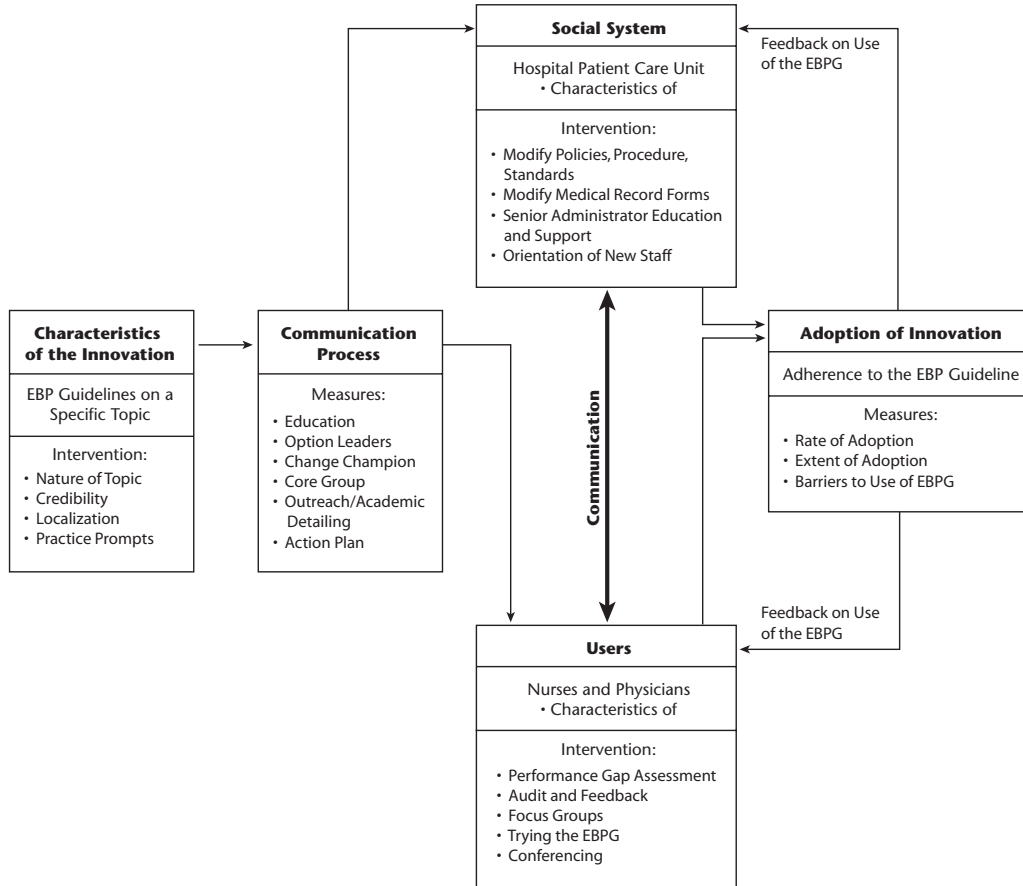 Social System
Hospital Patient Care Unit
• Characteristics of
Intervention:
• Modify Policies, Procedure,
Standards
• Modify Medical Record Forms
• Senior Administrator Education
and Support
• Orientation of New Staff
Feedback on Use
of the EBPG
Characteristics
of the Innovation
EBP Guidelines on a
Specific Topic
Intervention:
• Nature of Topic
• Credibility
• Localization
• Practice Prompts
Communication
Process
Measures:
• Education
• Option Leaders
• Change Champion
• Core Group
• Outreach/Academic
Detailing
• Action Plan
Communication
Adoption of Innovation
Adherence to the EBP Guideline
Measures:
• Rate of Adoption
• Extent of Adoption
• Barriers to Use of EBPG
Feedback on Use
of the EBPG
Users
Nurses and Physicians
• Characteristics of
Intervention:
• Performance Gap Assessment
• Audit and Feedback
• Focus Groups
• Trying the EBPG
• Conferencing